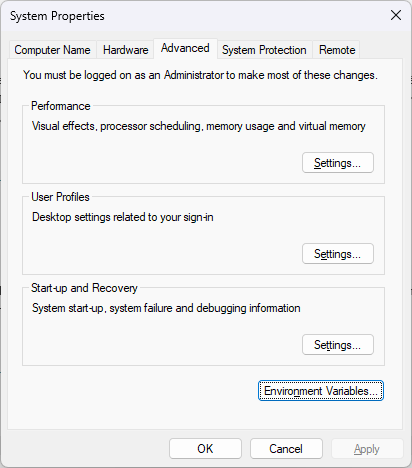 System Properties
Computer Name Hardware Advanced System Protection Remote
You must be logged on as an Administrator to make most of these changes.
Performance
Visual effects, processor scheduling, memory usage and virtual memory
Settings...
User Profiles
Desktop settings related to your sign-in
Settings...
Start-up and Recovery
System start-up, system failure and debugging information
Settings...
Environment Variables...
OK Cancel Apply